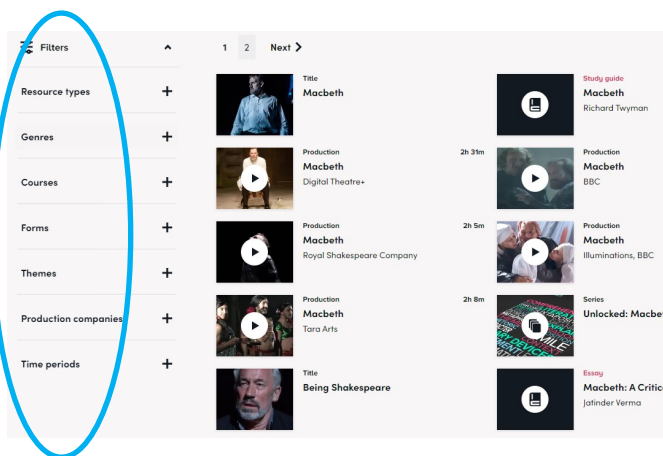 Filters
Resource types
Genres
Courses
Forms
Themes
Production companies
Time periods
1 2 Next
Title
Macbeth
Study guide
Macbeth
Richard Twyman
Production 2h 31m
Macbeth
Digital Theatre+
Production
Macbeth
BBC
Production 2h 5m
Macbeth
Royal Shakespeare Company
Production
Macbeth
Illuminations, BBC
Production 2h 8m
Macbeth
Tara Arts
Series
Unlocked: Macbe
Title
Being Shakespeare
Essay
Macbeth: A Critic
Jatinder Verma